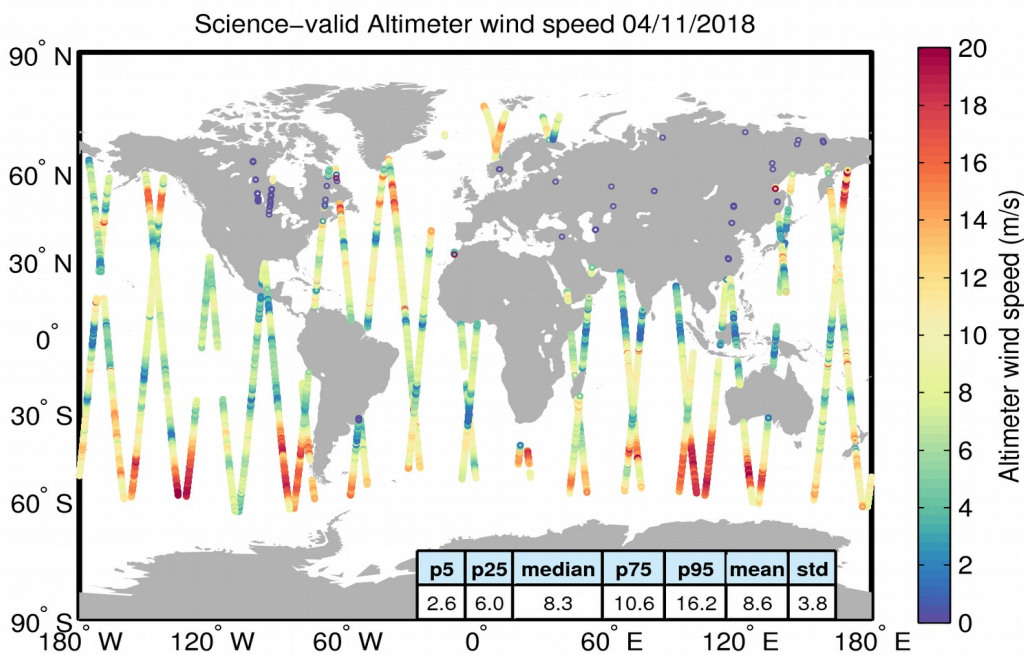 Science−valid Altimeter wind speed 04/11/2018
90° N
60° N
30° N
0°
30° S
60° S
90° S
180° W
120° W
60° W
0°
60° E
120° E
180° E
p5 p25 median p75 p95 mean std
2.6 6.0 8.3 10.6 16.2 8.6 3.8
20
18
16
14
12
10
8
6
4
2
0
Altimeter wind speed (m/s)